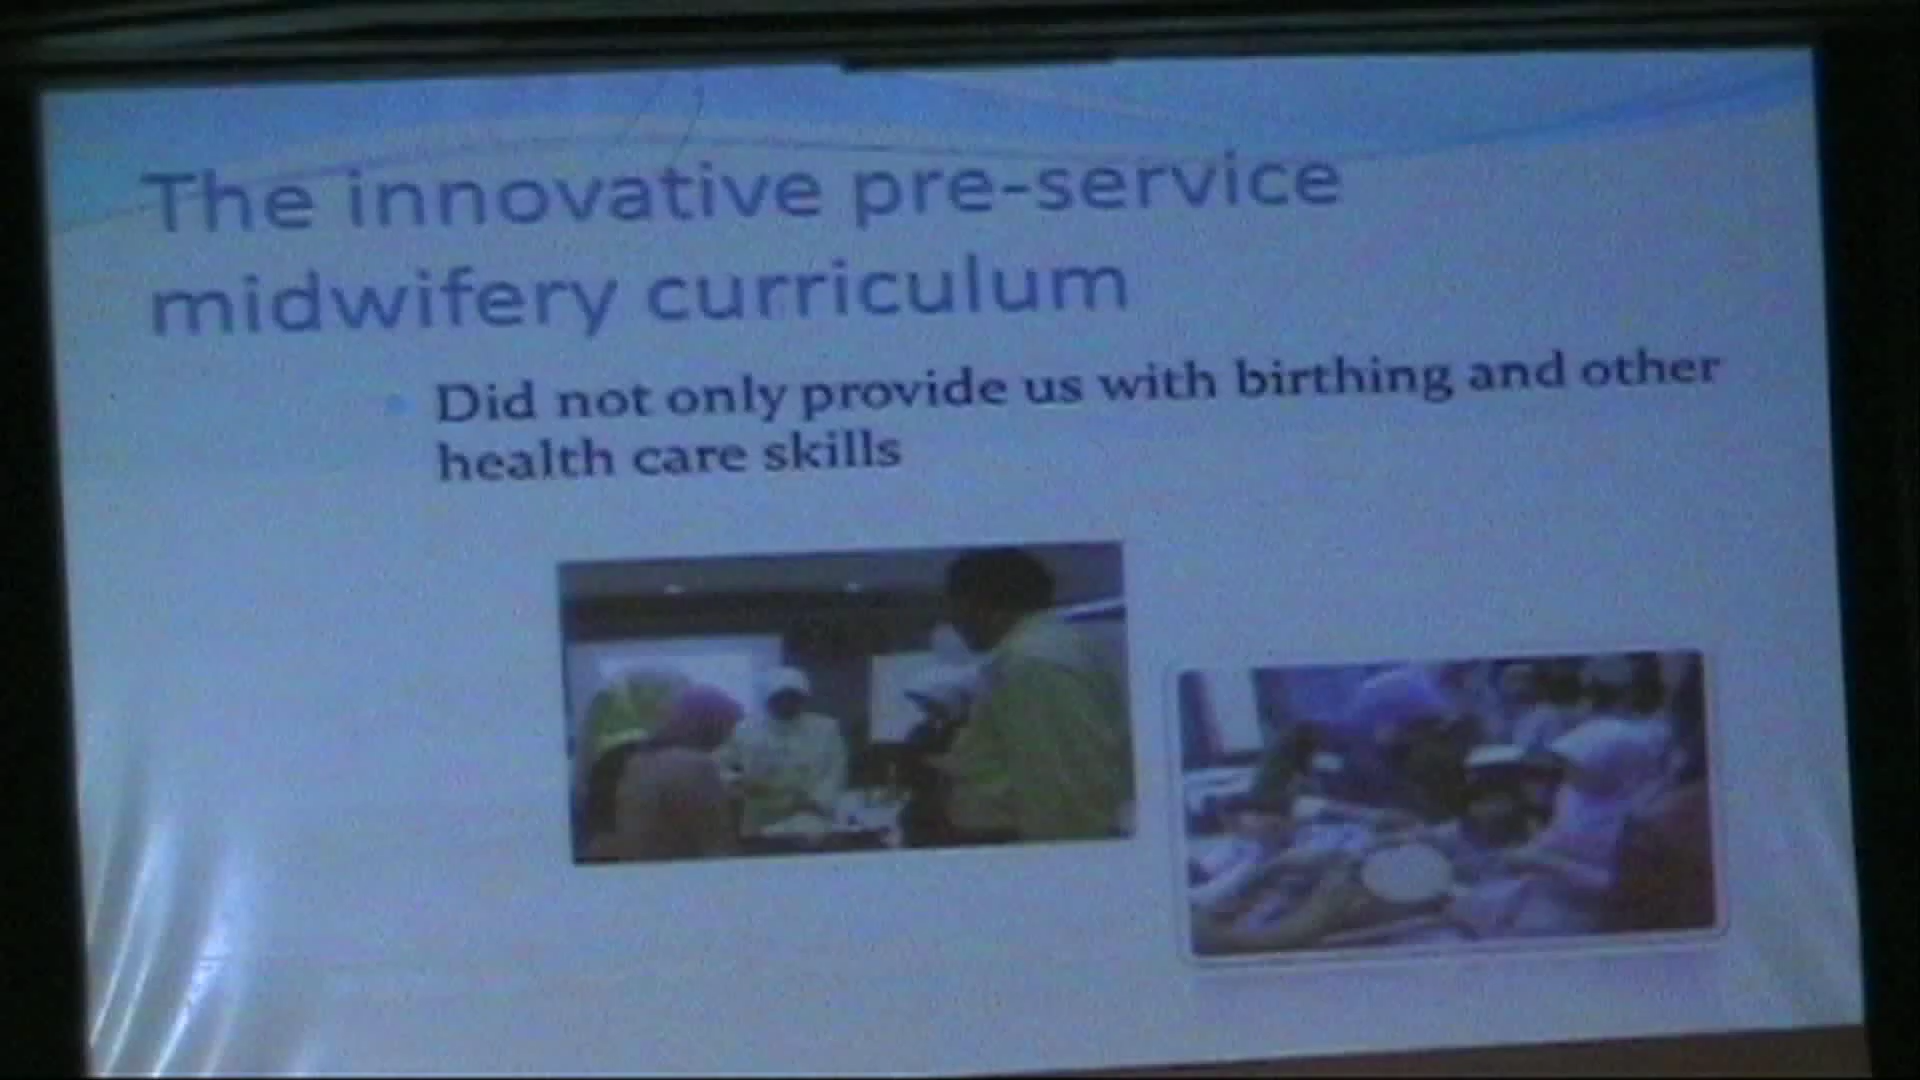 The innovative pre-service
midwifery curriculum
Did not only provide us with birthing and other
health care skills